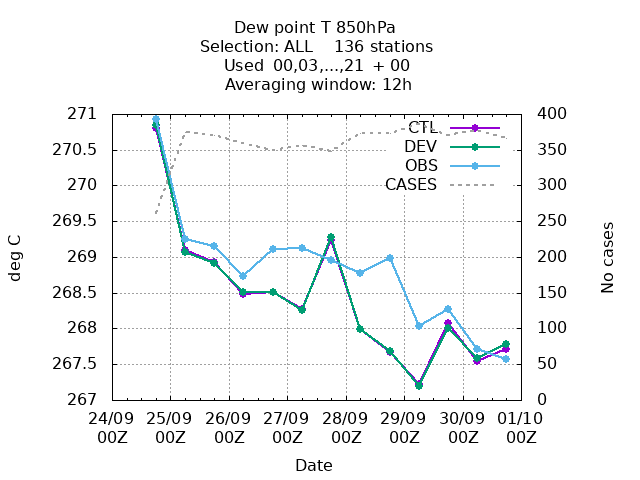 Dew point T 850hPa
Selection: ALL    136 stations
Used  00,03,...,21  + 00
Averaging window: 12h
271
270.5
270
269.5
269
268.5
268
267.5
267
400
350
300
250
200
150
100
50
0
CTL
DEV
OBS
CASES
deg C
No cases
24/09 25/09 26/09 27/09 28/09 29/09 30/09 01/10
00Z 00Z 00Z 00Z 00Z 00Z 00Z 00Z
Date